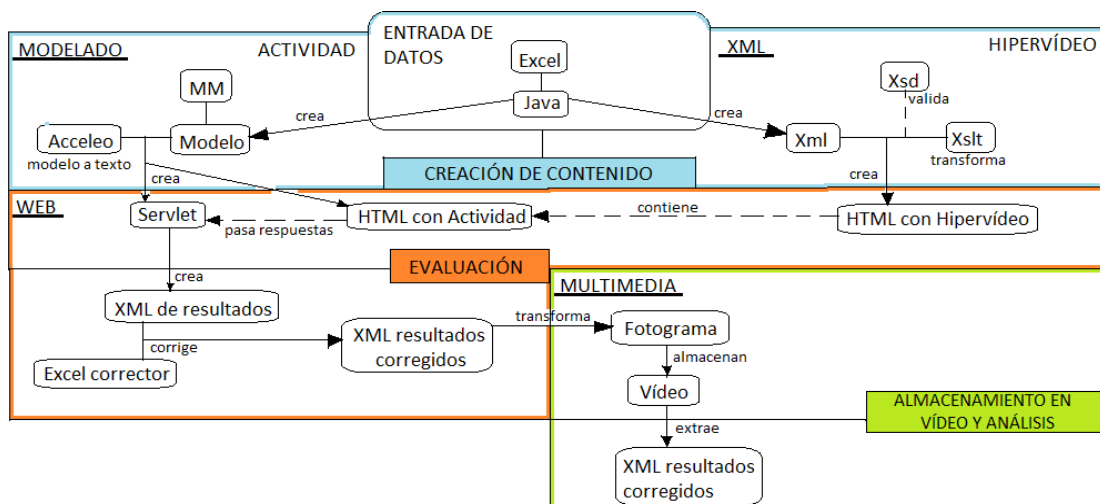 MODELADO
ACTIVIDAD
ENTRADA DE
DATOS
XML
HIPERVÍDEO
Excel
Java
MM
Acceleo
Modelo
modelo a texto
crea
crea
crea
Xsd
valida
Xml
Xslt
transforma
crea
CREACIÓN DE CONTENIDO
WEB
Servlet
pasa respuestas
HTML con Actividad
contiene
HTML con Hipervídeo
crea
EVALUACIÓN
XML de resultados
corrige
Excel corrector
XML resultados
corregidos
transforma
MULTIMEDIA
Fotograma
almacenan
Vídeo
extrae
XML resultados
corregidos
ALMACENAMIENTO EN
VÍDEO Y ANÁLISIS